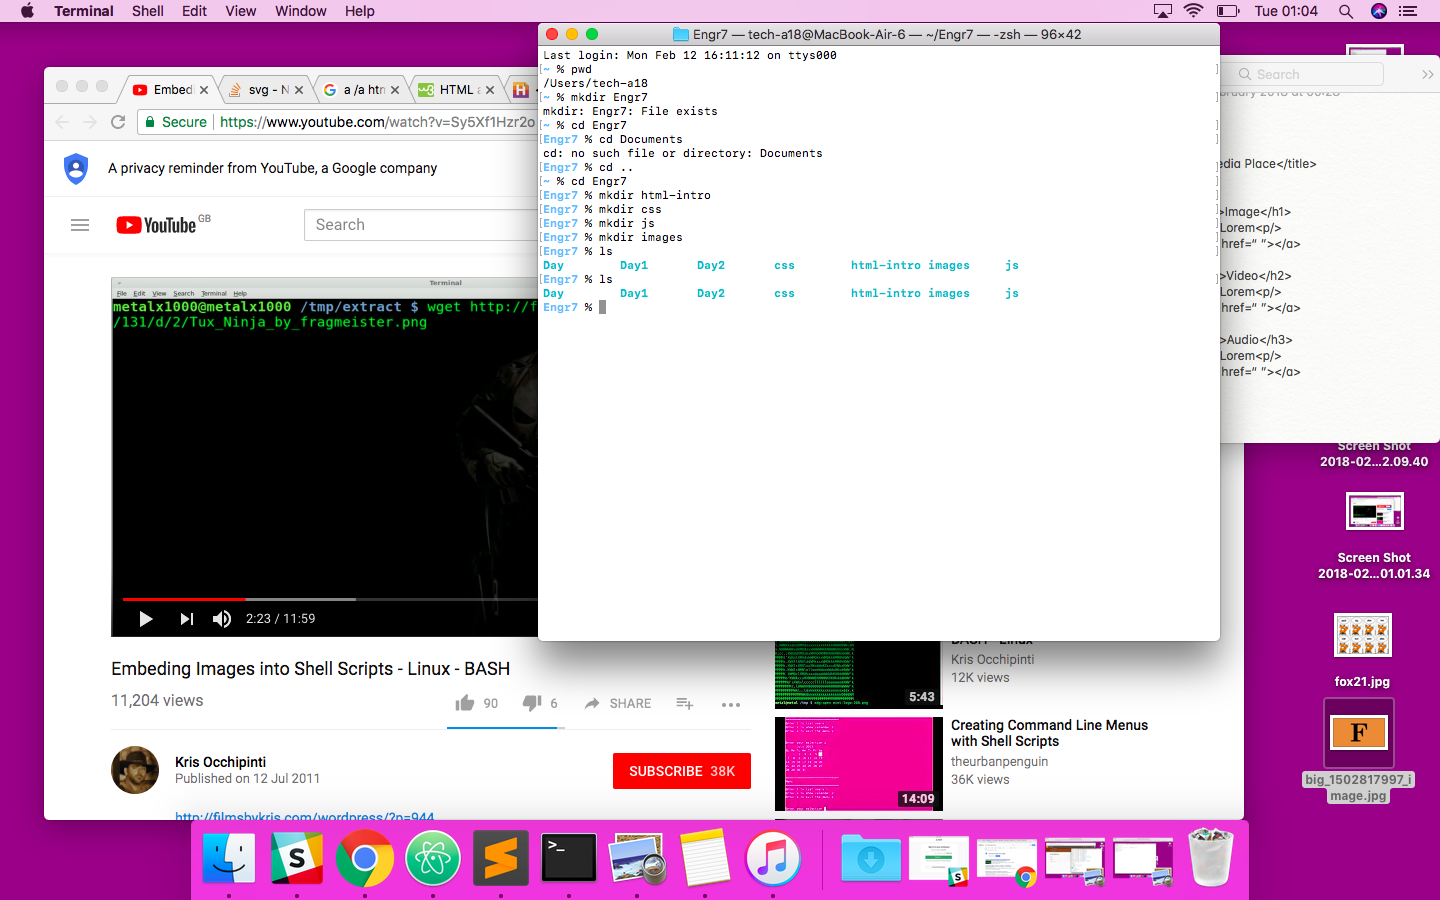 Terminal Shell Edit View Window Help
Tue 01:04
Engr7 — tech-a18@MacBook-Air-6 — ~/Engr7 — -zsh — 96×42
Last login: Mon Feb 12 16:11:12 on ttys000
[~ % pwd ]
/Users/tech-a18
[~ % mkdir Engr7 ]
mkdir: Engr7: File exists
[~ % cd Engr7 ]
[Engr7 % cd Documents ]
cd: no such file or directory: Documents
[Engr7 % cd .. ]
[~ % cd Engr7 ]
[Engr7 % mkdir html-intro ]
[Engr7 % mkdir css ]
[Engr7 % mkdir js ]
[Engr7 % mkdir images ]
[Engr7 % ls ]
Day Day1 Day2 css html-intro images js
[Engr7 % ls ]
Day Day1 Day2 css html-intro images js
Engr7 %
Embed
svg - N
a /a htm
HTML
Secure
https://www.youtube.com/watch?v=Sy5Xf1Hzr2o
A privacy reminder from YouTube, a Google company
YouTube GB
Search
Terminal
File Edit View Search Terminal Help
metalx1000@metalx1000 /tmp/extract $ wget http://f
/131/d/2/Tux_Ninja_by_fragmeister.png
2:23 / 11:59
Embeding Images into Shell Scripts - Linux - BASH
11,204 views
90
6
SHARE
Kris Occhipinti
Published on 12 Jul 2011
SUBSCRIBE 38K
http://filmsbykris.com/wordpress/?p=944
BASH - Linux
Kris Occhipinti
12K views
5:43
Creating Command Line Menus
with Shell Scripts
theurbanpenguin
36K views
14:09
Search
edia Place</title>
>Image</h1>
Lorem<p/>
href=“ ”></a>
>Video</h2>
Lorem<p/>
href=“ ”></a>
>Audio</h3>
Lorem<p/>
href=“ ”></a>
Screen Shot
2018-02...2.09.40
Screen Shot
2018-02...01.01.34
fox21.jpg
F
big_1502817997_i
mage.jpg